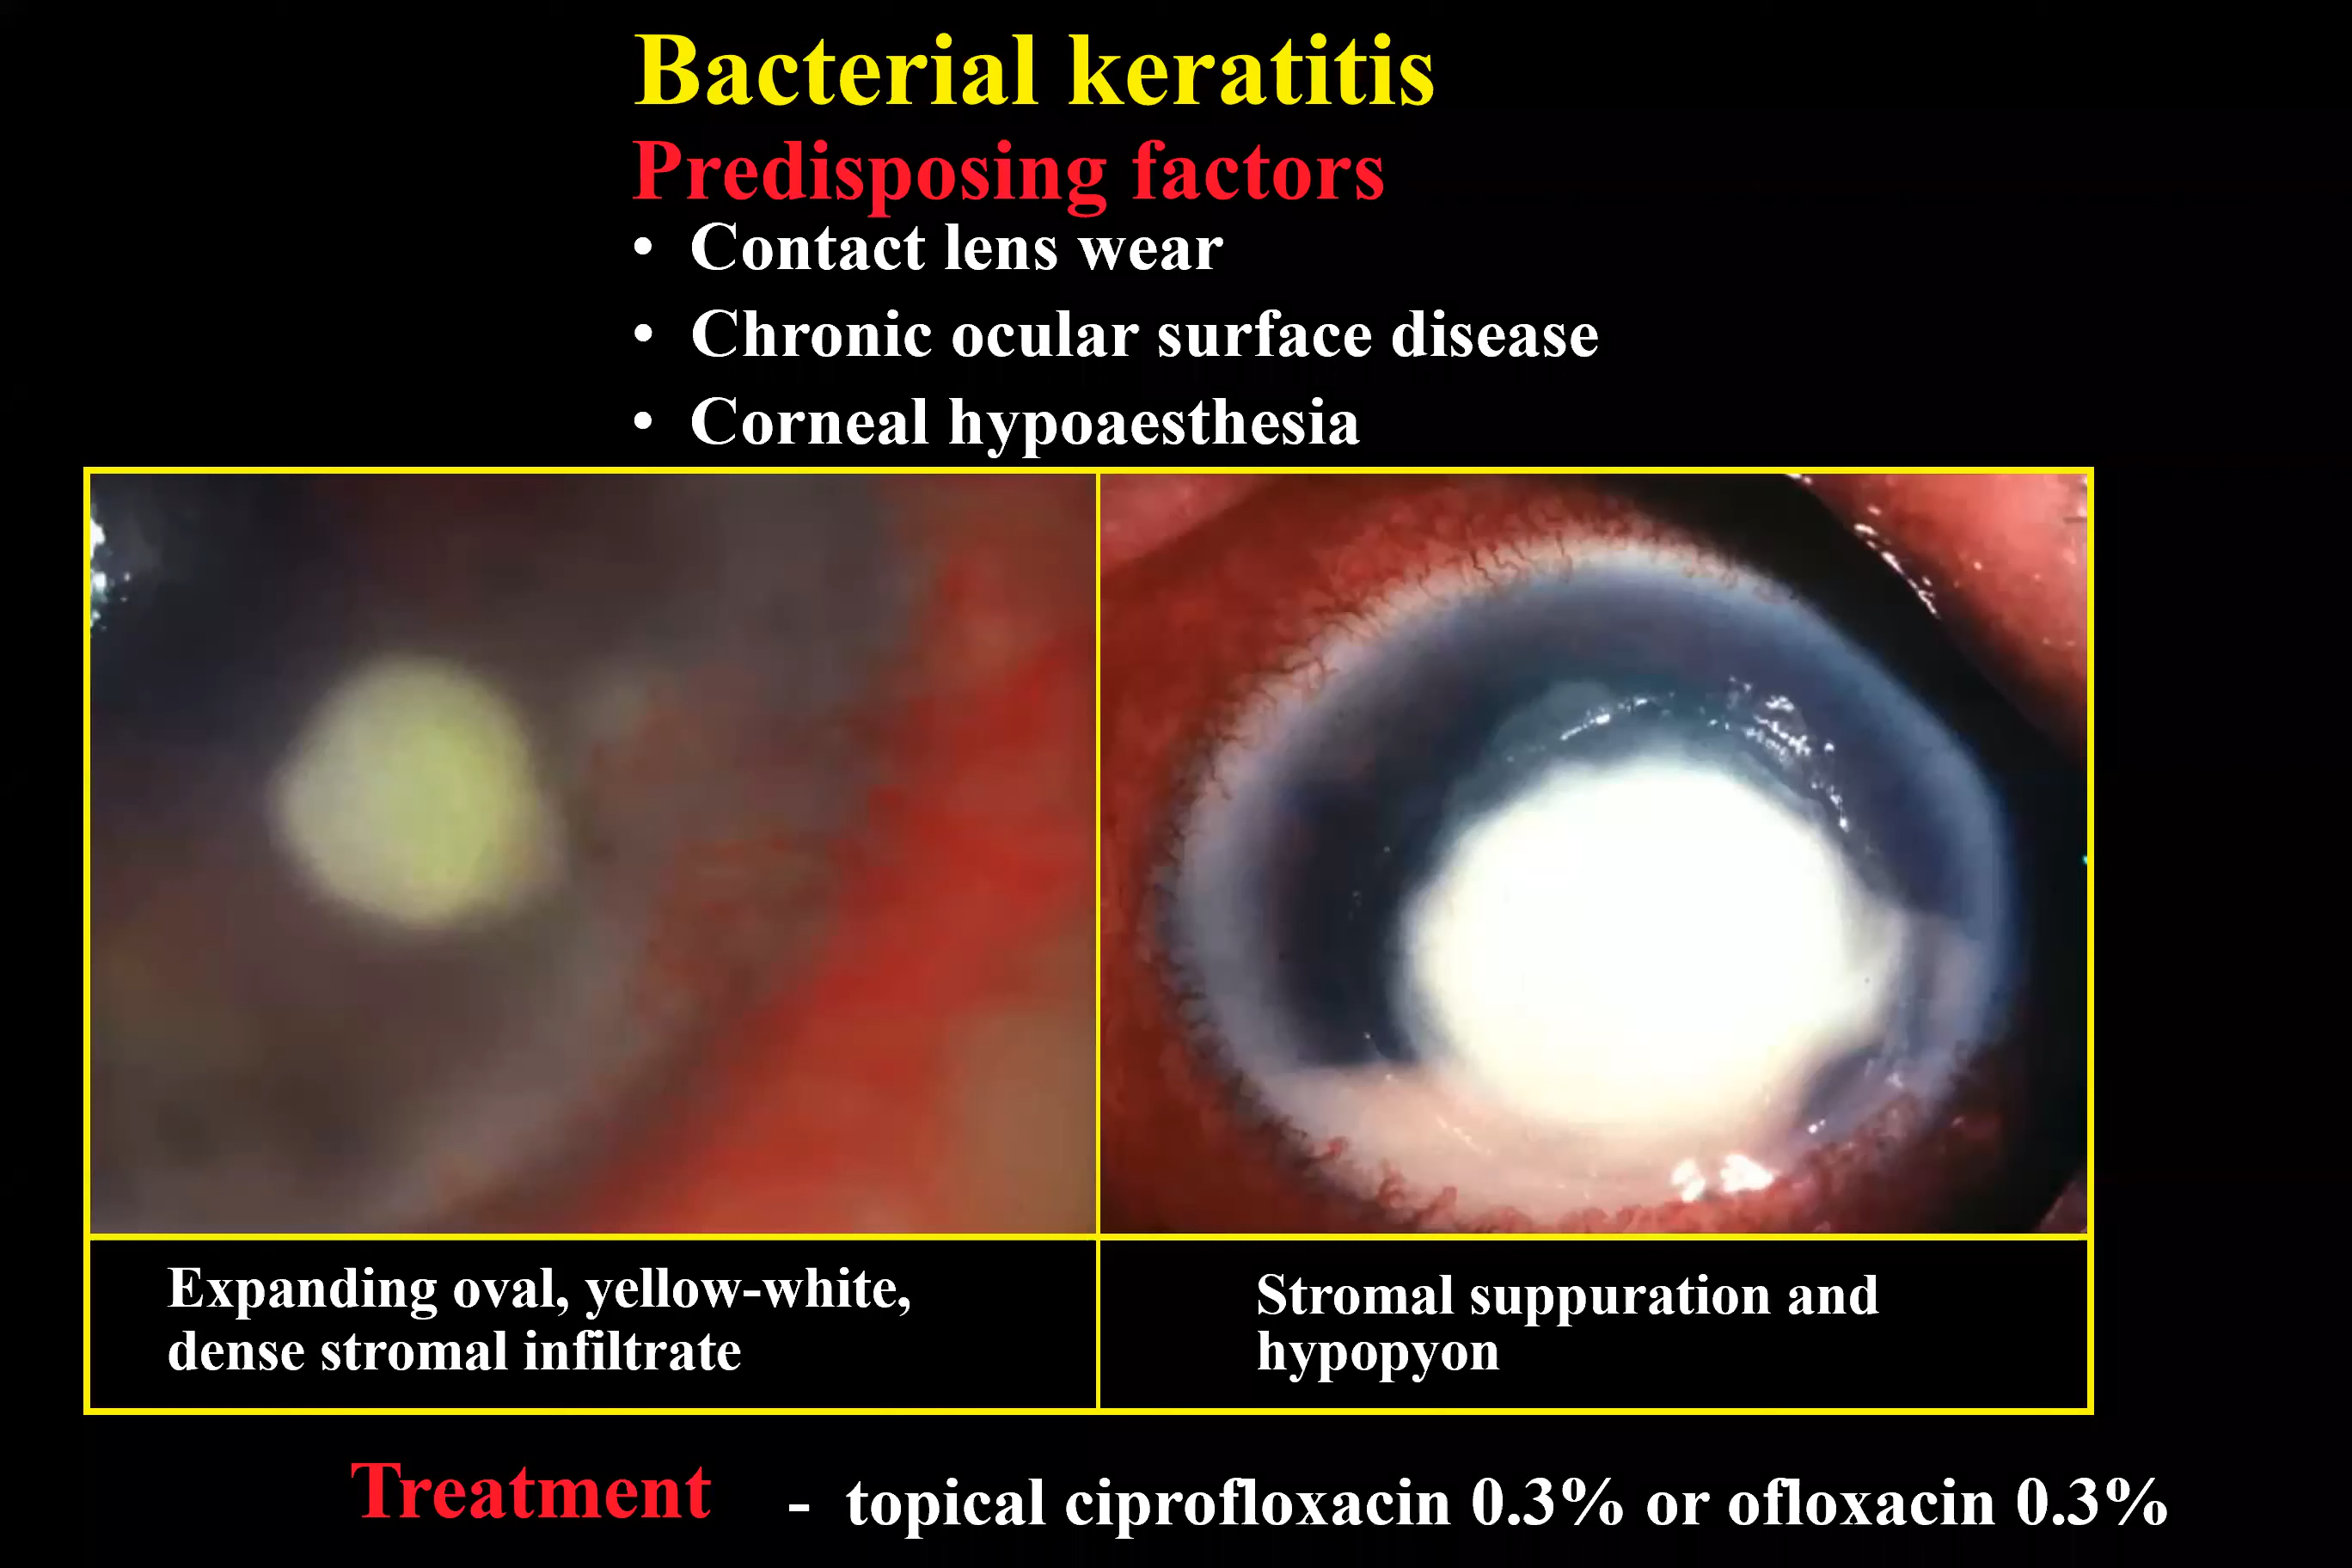 Bacterial keratitis
Predisposing factors
• Contact lens wear
• Chronic ocular surface disease
• Corneal hypoaesthesia
Expanding oval, yellow-white,
dense stromal infiltrate
Stromal suppuration and
hypopyon
Treatment - topical ciprofloxacin 0.3% or ofloxacin 0.3%